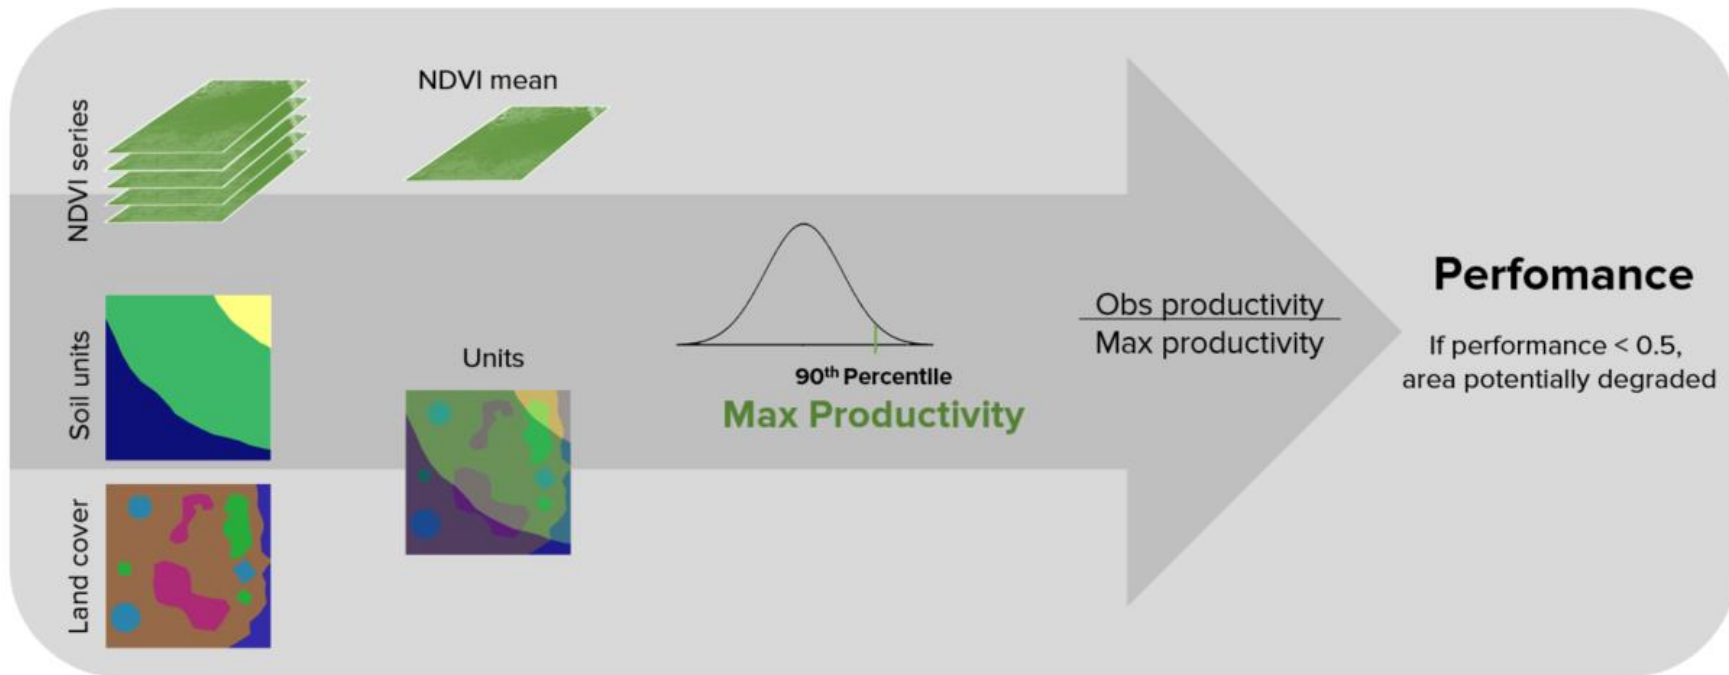 NDVI series
NDVI mean
Soil units
Land cover
Units
90th Percentile
Max Productivity
Obs productivity
Max productivity
Perfomance
If performance < 0.5,
area potentially degraded